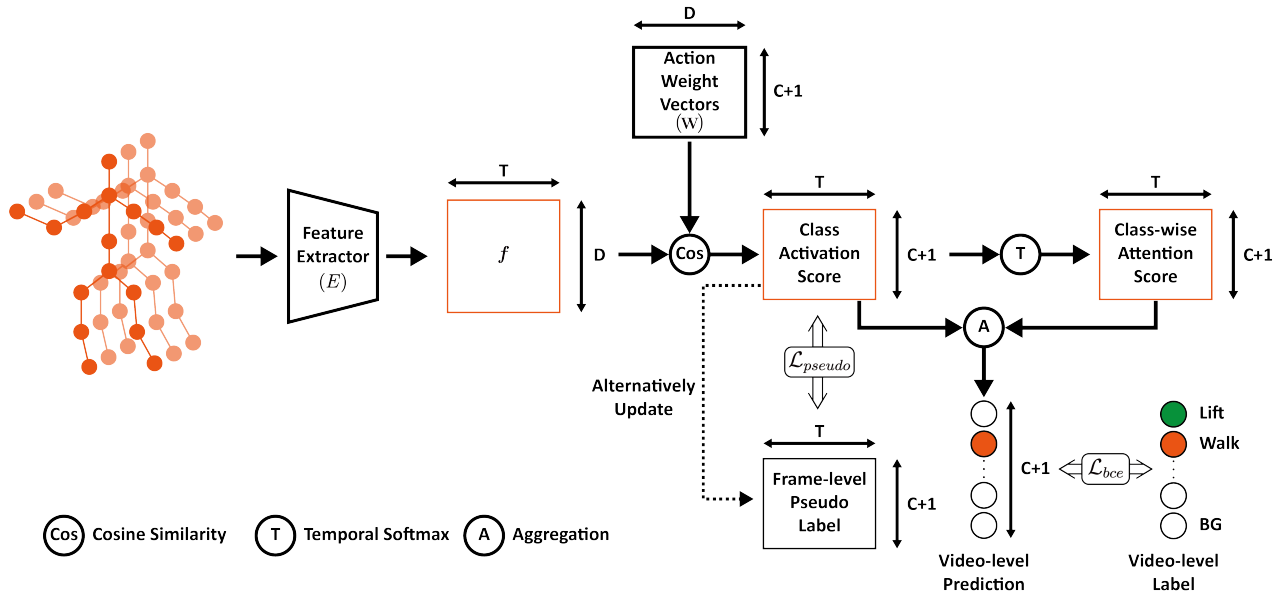 D
Action
Weight
Vectors
(W)
C+1
T
Feature
Extractor
(E)
f
D
Cos
T
Class
Activation
Score
C+1
T
T
Class-wise
Attention
Score
C+1
A
L_pseudo
Alternatively
Update
T
Frame-level
Pseudo
Label
C+1
C+1
L_bce
Lift
Walk
BG
Video-level
Prediction
Video-level
Label
Cos Cosine Similarity
T Temporal Softmax
A Aggregation